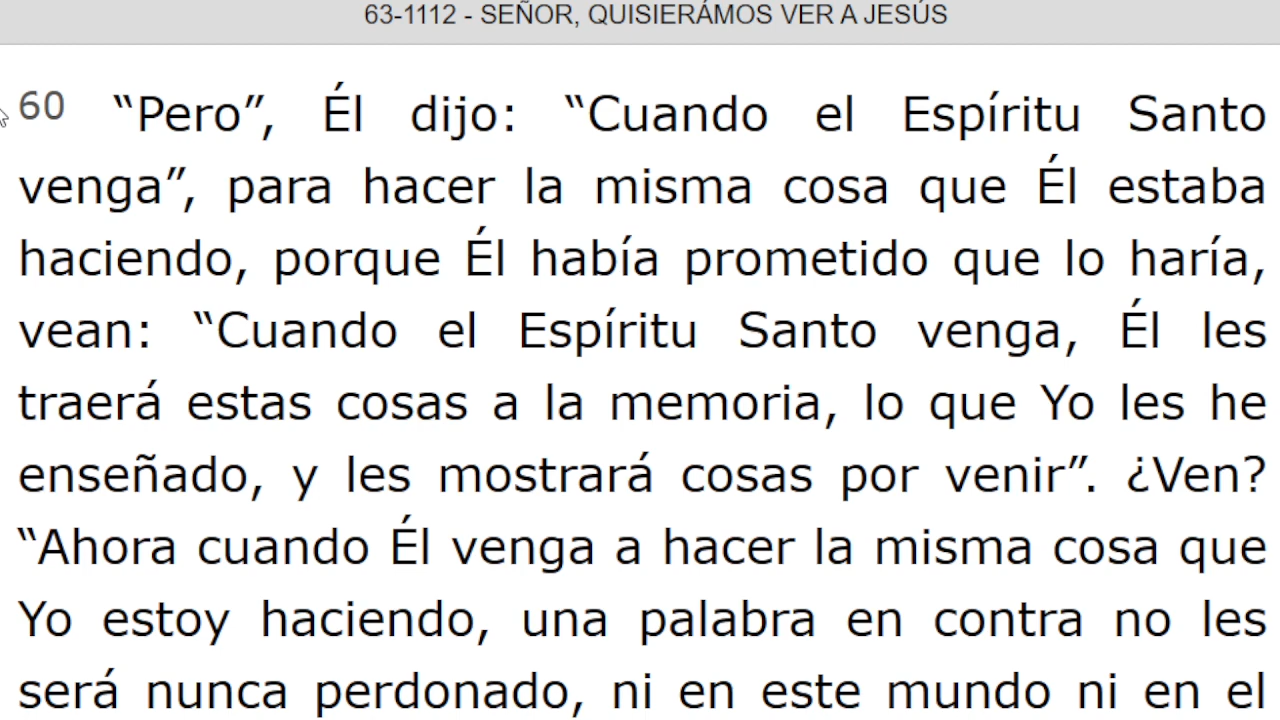 63-1112 - SEÑOR, QUISIERÁMOS VER A JESÚS
60 “Pero”, Él dijo: “Cuando el Espíritu Santo
venga”, para hacer la misma cosa que Él estaba
haciendo, porque Él había prometido que lo haría,
vean: “Cuando el Espíritu Santo venga, Él les
traerá estas cosas a la memoria, lo que Yo les he
enseñado, y les mostrará cosas por venir”. ¿Ven?
“Ahora cuando Él venga a hacer la misma cosa que
Yo estoy haciendo, una palabra en contra no les
será nunca perdonado, ni en este mundo ni en el